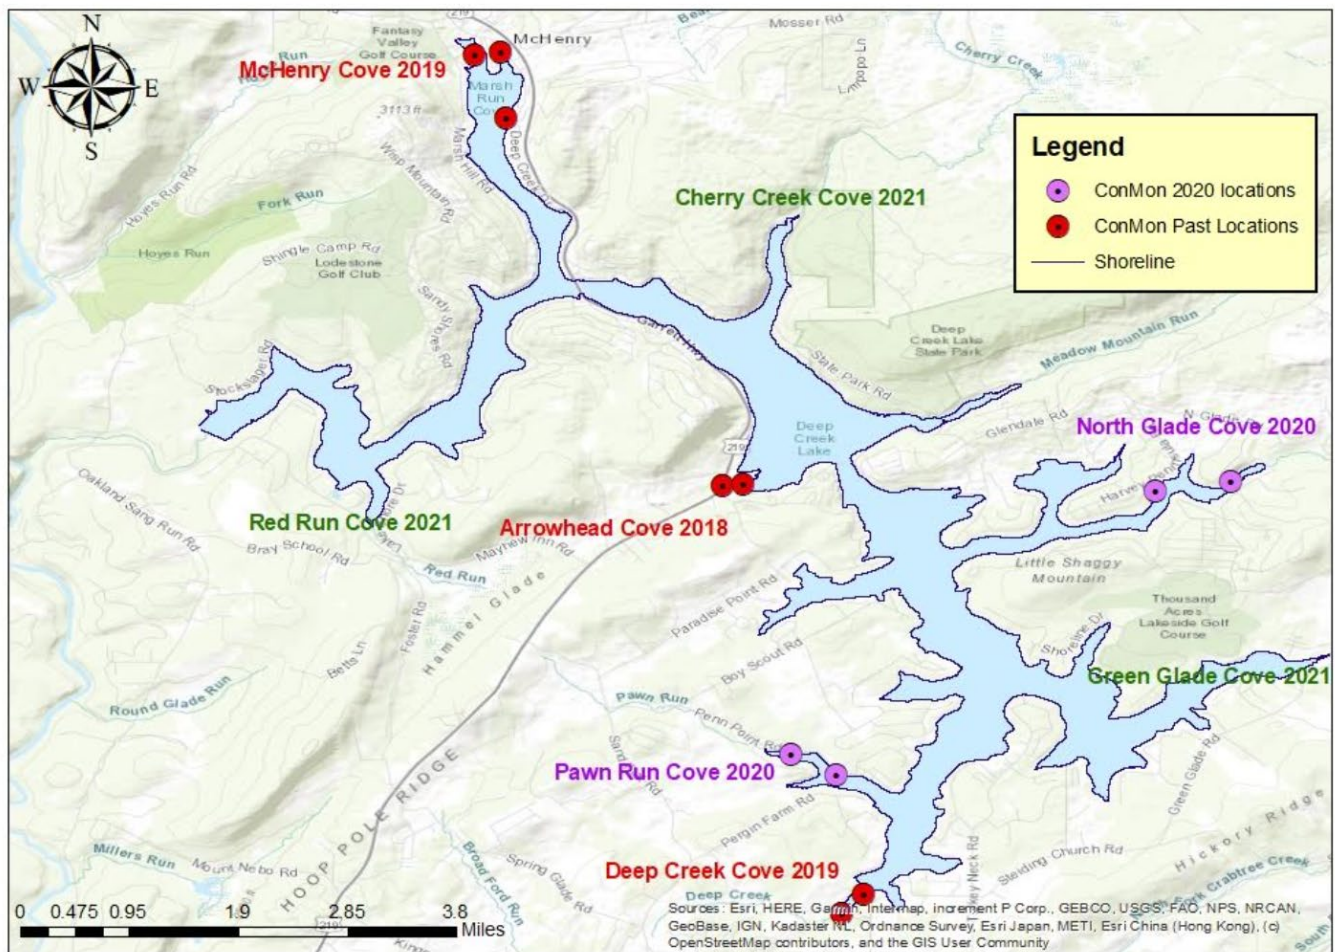 N
W
E
S
219
Fantasy
Valley
Golf Course
McHenry
Mosser Rd
Cherry Creek
McHenry Cove 2019
Marsh
Run
3113 ft
Marsh Hill Rd
Wisp Mountain Rd
Hoyes Run Rd
Fork Run
Hoyes Run
Shingle Camp Rd
Lodestone
Golf Club
Sandy Shores Rd
Cherry Creek Cove 2021
Legend
ConMon 2020 locations
ConMon Past Locations
Shoreline
Garrett Hwy
Deep
Creek Lake
State Park
State Park Rd
Meadow Mountain Run
Stockslager Rd
Deep
Creek
Lake
219
Glendale Rd
North Glade Cove 2020
Oakland Sang Run Rd
Red Run Cove 2021
Bray School Rd
Arrowhead Cove 2018
Mayhew Inn Rd
Red Run
Hammel Glade
Foster Rd
Betts Ln
Paradise Point Rd
Little Shaggy
Mountain
Thousand
Acres
Lakeside Golf
Course
Shoreline Dr
Boy Scout Rd
Green Glade Cove 2021
Round Glade Run
Pawn Run
Penn Point Rd
Pawn Run Cove 2020
Green Glade Rd
Pergin Farm Rd
HOOP POLE RIDGE
Hickory Ridge
Deep Creek Cove 2019
Steiding Church Rd
Millers Run
Mount Nebo Rd
Broad Ford Run
Spring Glade Rd
Deep Creek
Turkey Neck Rd
219
0 0.475 0.95 1.9 2.85 3.8
Miles
Sources: Esri, HERE, Garmin, Intermap, increment P Corp., GEBCO, USGS, FAO, NPS, NRCAN,
GeoBase, IGN, Kadaster NL, Ordnance Survey, Esri Japan, METI, Esri China (Hong Kong), (c)
OpenStreetMap contributors, and the GIS User Community